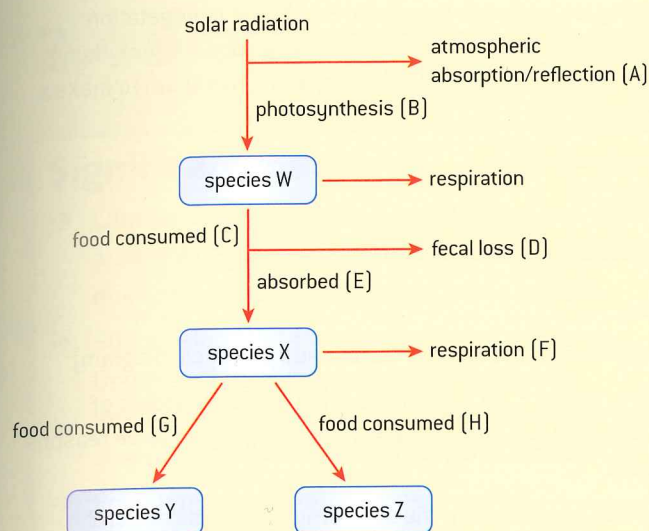 solar radiation
atmospheric
absorption/reflection (A)
photosynthesis (B)
species W
respiration
food consumed (C)
fecal loss (D)
absorbed (E)
species X
respiration (F)
food consumed (G)
food consumed (H)
species Y
species Z